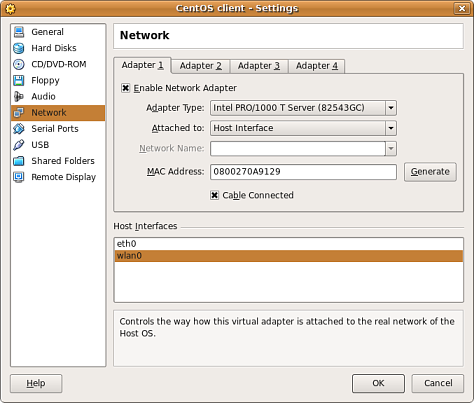 CentOS client - Settings
General
Hard Disks
CD/DVD-ROM
Floppy
Audio
Network
Serial Ports
USB
Shared Folders
Remote Display
Network
Adapter 1 Adapter 2 Adapter 3 Adapter 4
Enable Network Adapter
Adapter Type: Intel PRO/1000 T Server (82543GC)
Attached to: Host Interface
Network Name:
MAC Address: 0800270A9129 Generate
Cable Connected
Host Interfaces
eth0
wlan0
Controls the way how this virtual adapter is attached to the real network of the
Host OS.
Help OK Cancel